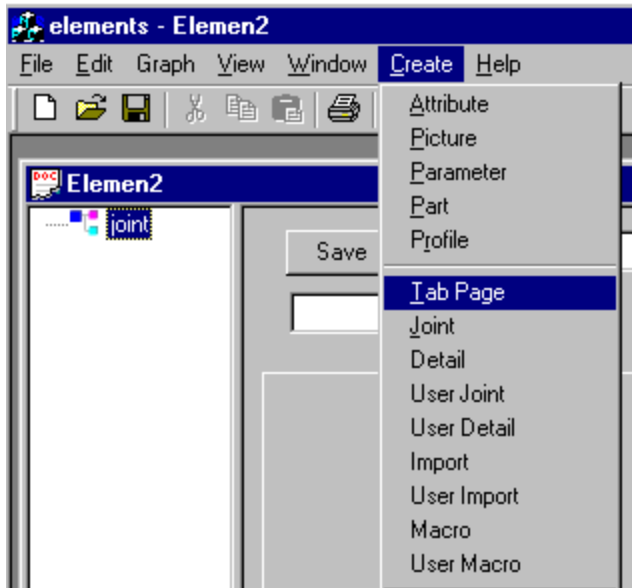 elements - Elemen2
File Edit Graph View Window Create Help
Attribute
Picture
Parameter
Part
Profile
DOC
Elemen2
joint
Save
Tab Page
Joint
Detail
User Joint
User Detail
Import
User Import
Macro
User Macro